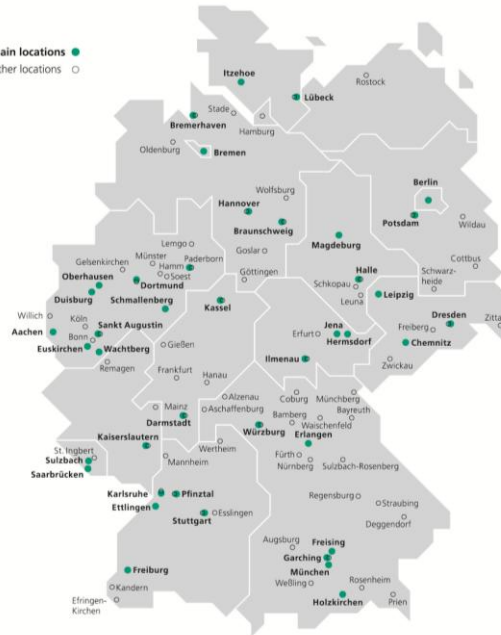 ain locations
ther locations
Itzehoe
Rostock
Lübeck
Stade
Bremerhaven
Hamburg
Oldenburg
Bremen
Berlin
Wolfsburg
Hannover
Potsdam
Wildau
Braunschweig
Magdeburg
Lemgo
Goslar
Cottbus
Münster
Paderborn
Gelsenkirchen
Hamm
Halle
Schwarz-
heide
Oberhausen
Soest
Göttingen
Schkopau
Dortmund
Leipzig
Duisburg
Leuna
Schmallenberg
Kassel
Willich
Dresden
Köln
Zitta
Aachen
Sankt Augustin
Jena
Freiberg
Bonn
Erfurt
Hermsdorf
Chemnitz
Euskirchen
Wachtberg
Gießen
Ilmenau
Zwickau
Remagen
Frankfurt
Hanau
Alzenau
Coburg
Münchberg
Mainz
Aschaffenburg
Bamberg
Bayreuth
Darmstadt
Waischenfeld
Würzburg
Erlangen
Kaiserslautern
Wertheim
St. Ingbert
Fürth
Sulzbach
Mannheim
Nürnberg
Sulzbach-Rosenberg
Saarbrücken
Karlsruhe
Pfinztal
Regensburg
Straubing
Ettlingen
Esslingen
Stuttgart
Deggendorf
Augsburg
Freising
Garching
Freiburg
München
Weßling
Rosenheim
Kandern
Holzkirchen
Prien
Efringen-
Kirchen